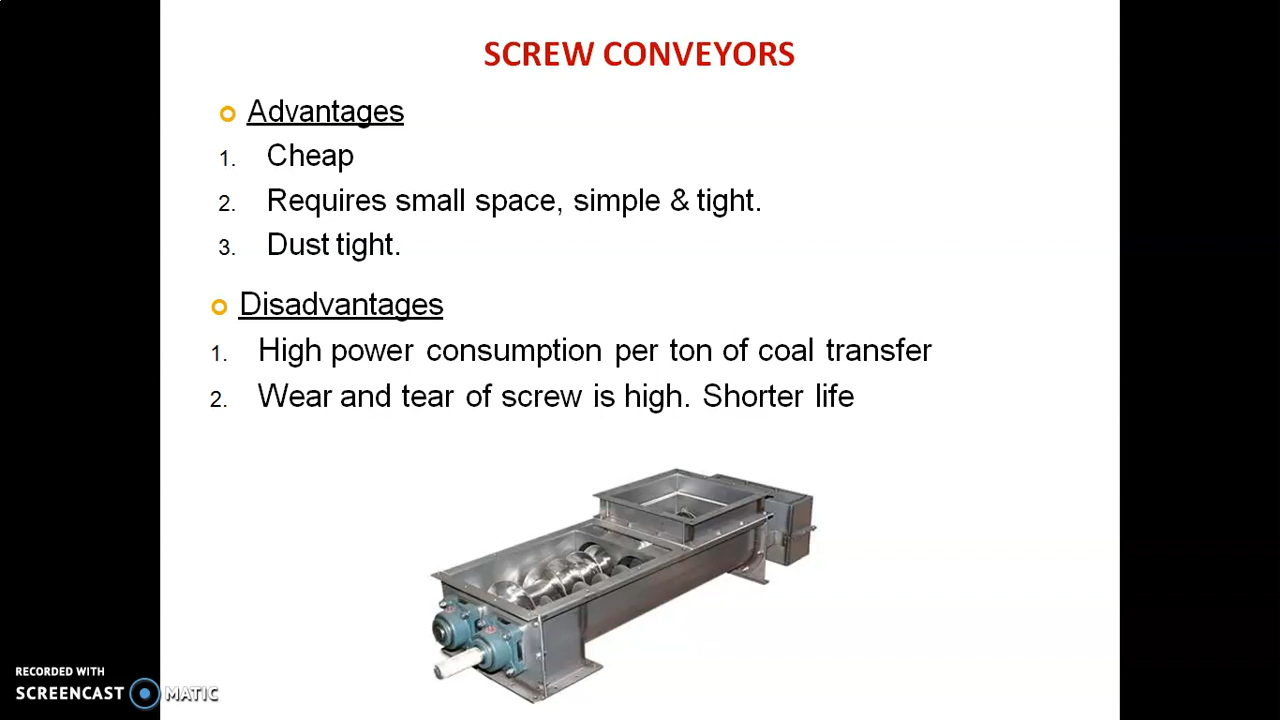 SCREW CONVEYORS
Advantages
1. Cheap
2. Requires small space, simple & tight.
3. Dust tight.
Disadvantages
1. High power consumption per ton of coal transfer
2. Wear and tear of screw is high. Shorter life
RECORDED WITH
SCREENCAST MATIC